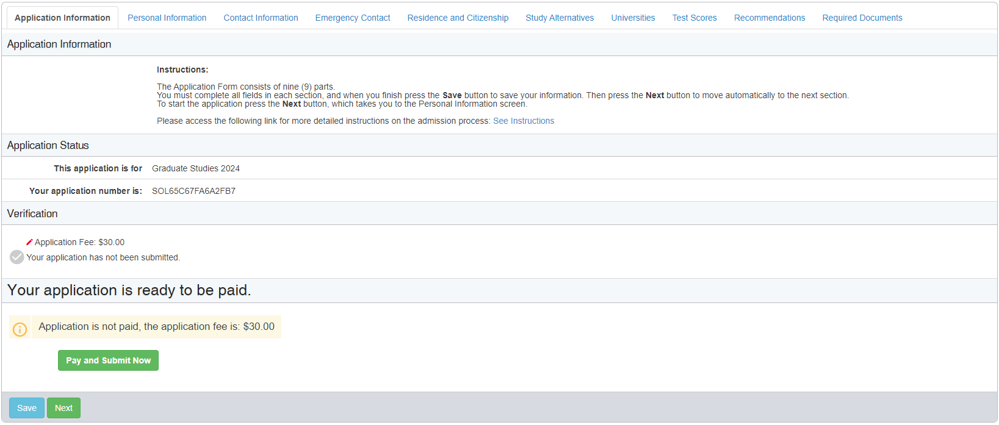 Application Information Personal Information Contact Information Emergency Contact Residence and Citizenship Study Alternatives Universities Test Scores Recommendations Required Documents
Application Information
Instructions:
The Application Form consists of nine (9) parts.
You must complete all fields in each section, and when you finish press the Save button to save your information. Then press the Next button to move automatically to the next section.
To start the application press the Next button, which takes you to the Personal Information screen.
Please access the following link for more detailed instructions on the admission process: See Instructions
Application Status
This application is for Graduate Studies 2024
Your application number is: SOL65C67FA6A2FB7
Verification
Application Fee: $30.00
Your application has not been submitted.
Your application is ready to be paid.
Application is not paid, the application fee is: $30.00
Pay and Submit Now
Save Next